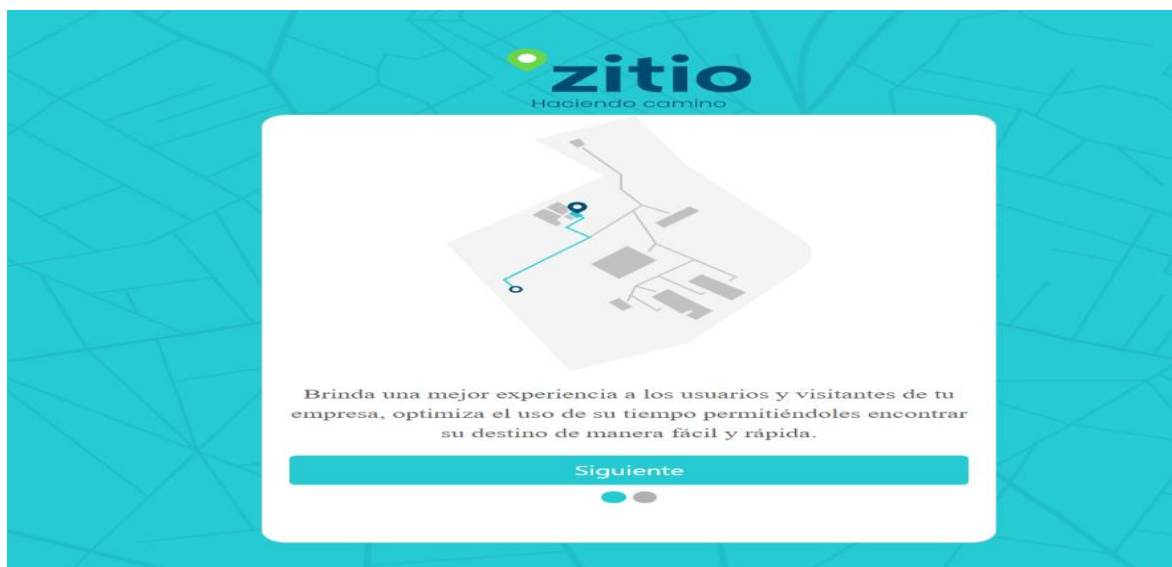 zitio
Haciendo camino
Brinda una mejor experiencia a los usuarios y visitantes de tu
empresa, optimiza el uso de su tiempo permitiéndoles encontrar
su destino de manera fácil y rápida.
Siguiente